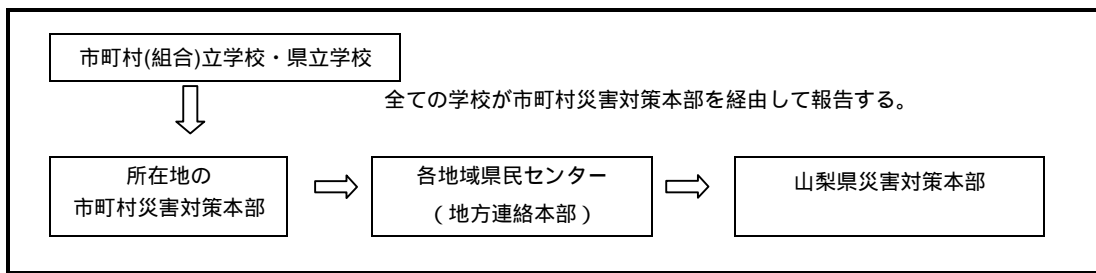 市町村(組合)立学校・県立学校
全ての学校が市町村災害対策本部を経由して報告する。
所在地の
市町村災害対策本部
各地域県民センター
(地方連絡本部)
山梨県災害対策本部